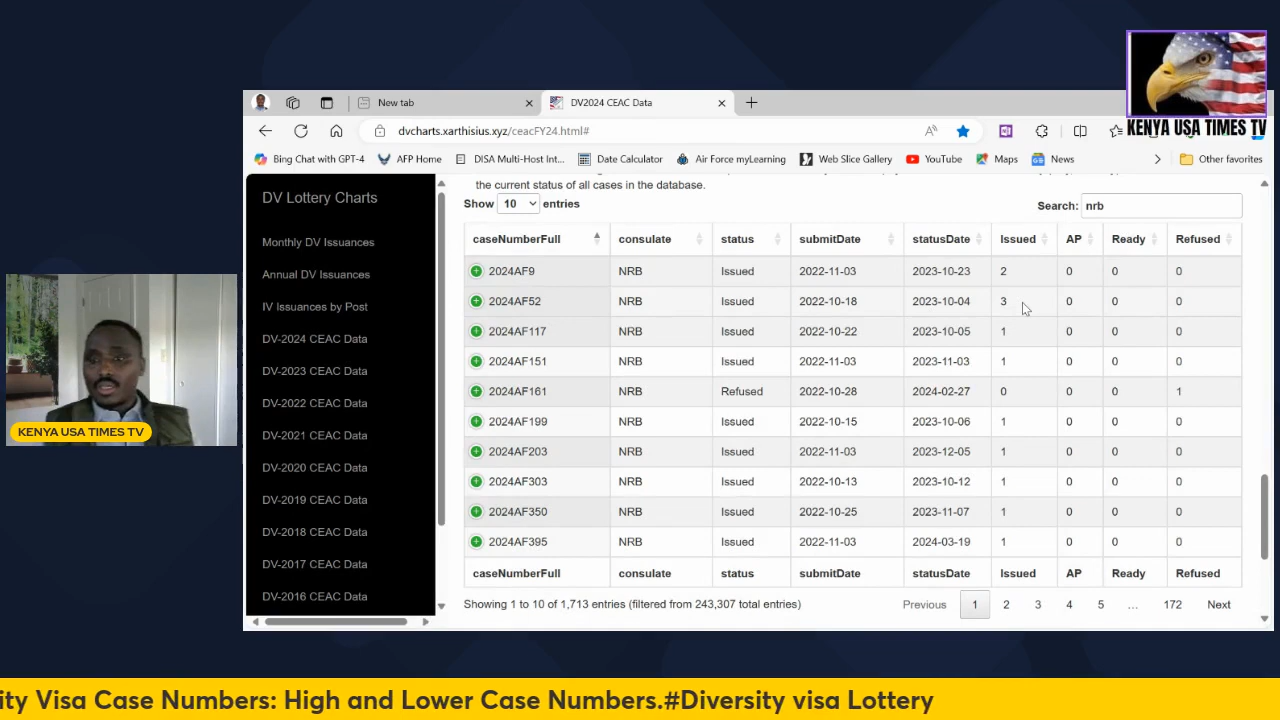 New tab
DV2024 CEAC Data
dvcharts.xarthisius.xyz/ceacFY24.html#
KENYA USA TIMES TV
Bing Chat with GPT-4
AFP Home
DISA Multi-Host Int...
Date Calculator
Air Force myLearning
Web Slice Gallery
YouTube
Maps
News
Other favorites
DV Lottery Charts
Monthly DV Issuances
Annual DV Issuances
IV Issuances by Post
DV-2024 CEAC Data
DV-2023 CEAC Data
DV-2022 CEAC Data
DV-2021 CEAC Data
DV-2020 CEAC Data
DV-2019 CEAC Data
DV-2018 CEAC Data
DV-2017 CEAC Data
DV-2016 CEAC Data
the current status of all cases in the database.
Show 10 entries
Search: nrb
caseNumberFull consulate status submitDate statusDate Issued AP Ready Refused
2024AF9 NRB Issued 2022-11-03 2023-10-23 2 0 0 0
2024AF52 NRB Issued 2022-10-18 2023-10-04 3 0 0 0
2024AF117 NRB Issued 2022-10-22 2023-10-05 1 0 0 0
2024AF151 NRB Issued 2022-11-03 2023-11-03 1 0 0 0
2024AF161 NRB Refused 2022-10-28 2024-02-27 0 0 0 1
2024AF199 NRB Issued 2022-10-15 2023-10-06 1 0 0 0
2024AF203 NRB Issued 2022-11-03 2023-12-05 1 0 0 0
2024AF303 NRB Issued 2022-10-13 2023-10-12 1 0 0 0
2024AF350 NRB Issued 2022-10-25 2023-11-07 1 0 0 0
2024AF395 NRB Issued 2022-11-03 2024-03-19 1 0 0 0
caseNumberFull consulate status submitDate statusDate Issued AP Ready Refused
Showing 1 to 10 of 1,713 entries (filtered from 243,307 total entries)
Previous 1 2 3 4 5 ... 172 Next
KENYA USA TIMES TV
ity Visa Case Numbers: High and Lower Case Numbers.#Diversity visa Lottery